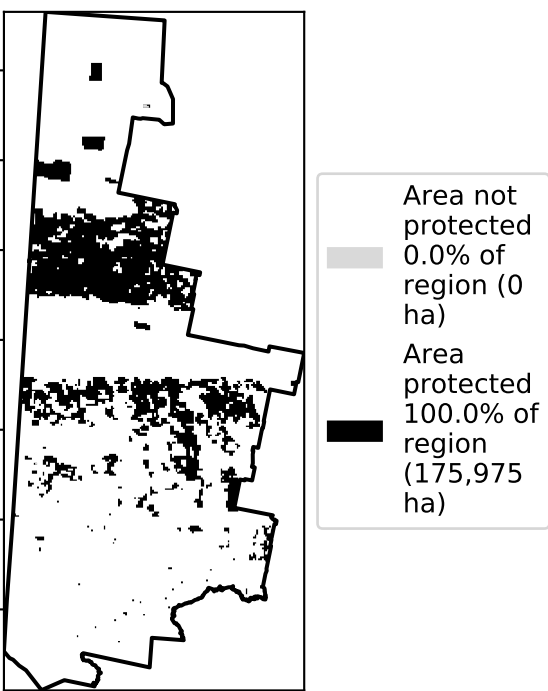 Area not
protected
0.0% of
region (0
ha)
Area
protected
100.0% of
region
(175,975
ha)